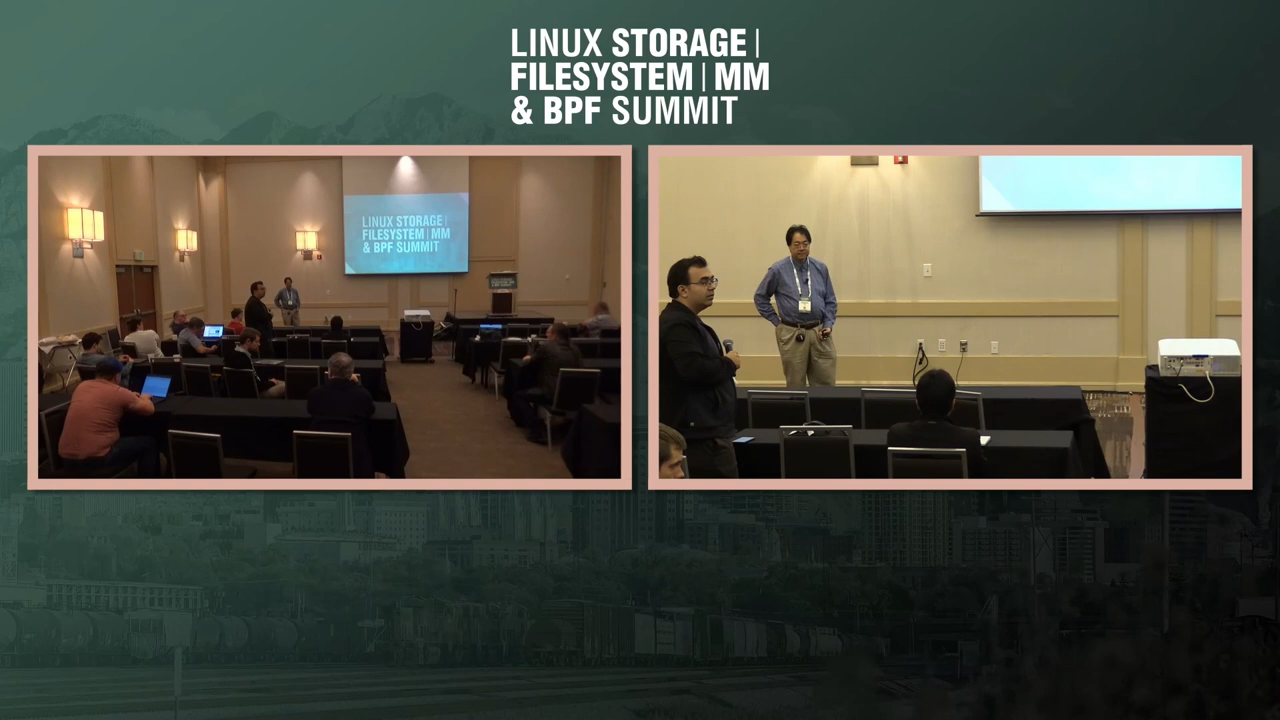 LINUX STORAGE |
FILESYSTEM | MM
& BPF SUMMIT
LINUX STORAGE |
FILESYSTEM | MM
& BPF SUMMIT